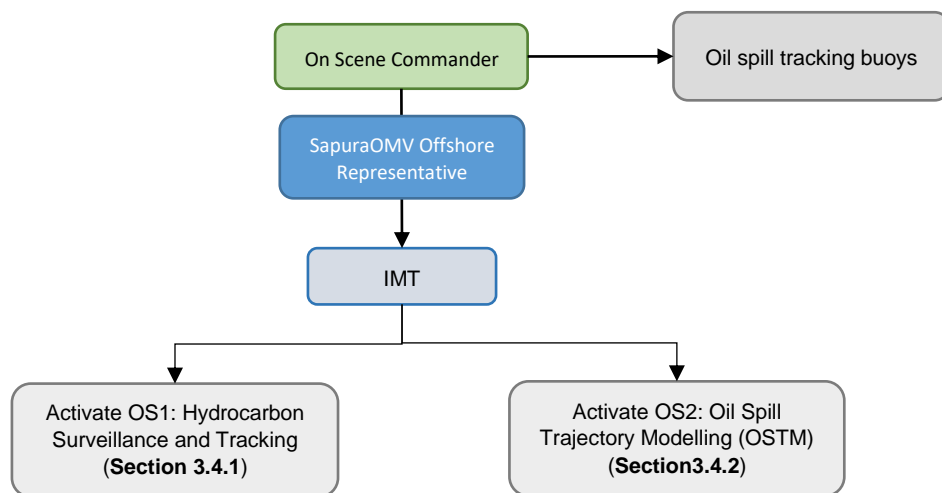 On Scene Commander
Oil spill tracking buoys
SapuraOMV Offshore
Representative
IMT
Activate OS1: Hydrocarbon
Surveillance and Tracking
(Section 3.4.1)
Activate OS2: Oil Spill
Trajectory Modelling (OSTM)
(Section3.4.2)